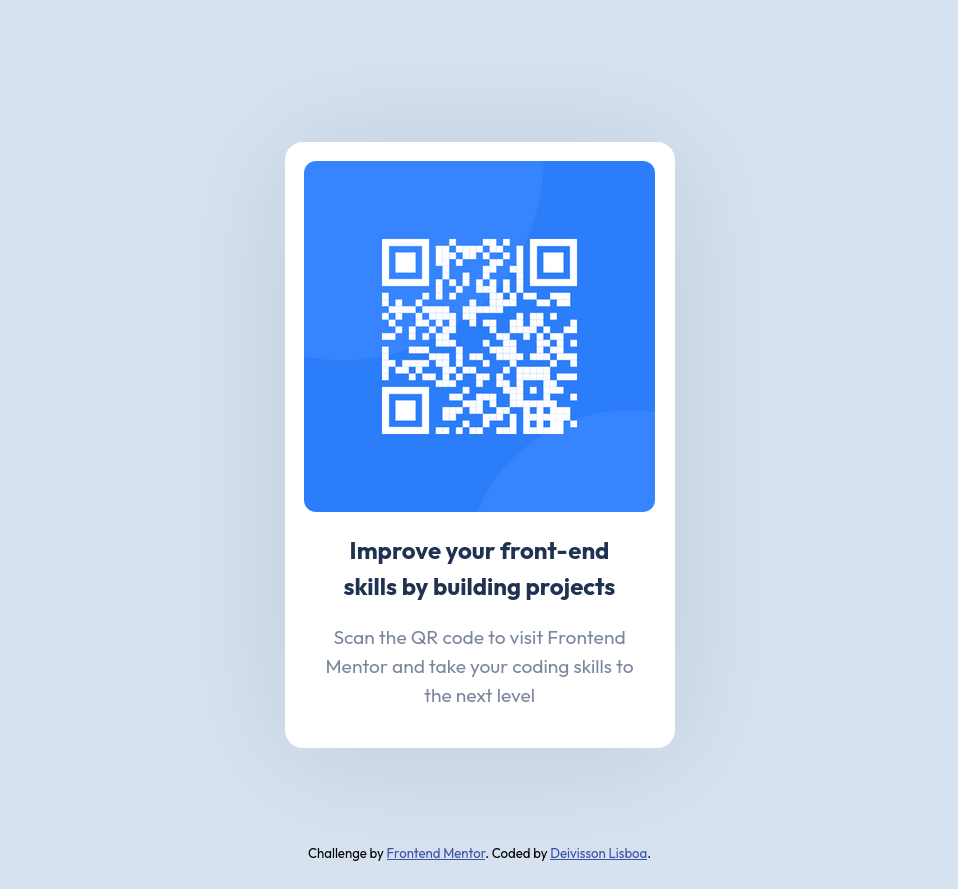 Improve your front-end
skills by building projects
Scan the QR code to visit Frontend
Mentor and take your coding skills to
the next level
Challenge by Frontend Mentor. Coded by Deivisson Lisboa.